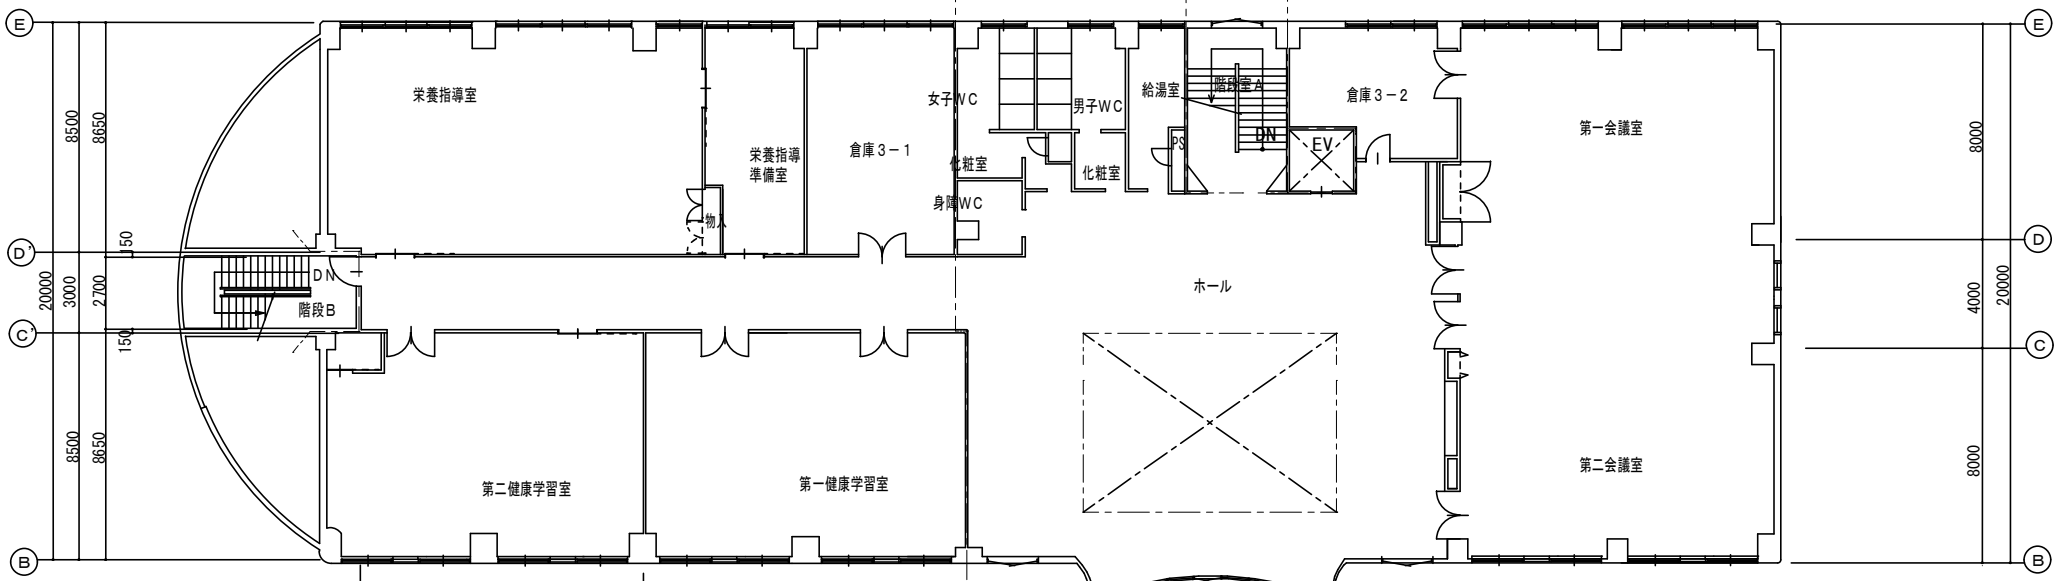 E
E
栄養指導室
女子WC
男子WC
給湯室
階段室A
倉庫3-2
第一会議室
8500
8650
8000
DN
PS
EV
栄養指導
準備室
倉庫3-1
化粧室
化粧室
物入
身障WC
D'
D
150
20000
3000
2700
DN
階段B
ホール
4000
20000
C'
C
150
8500
8650
第二健康学習室
第一健康学習室
第二会議室
8000
B
B